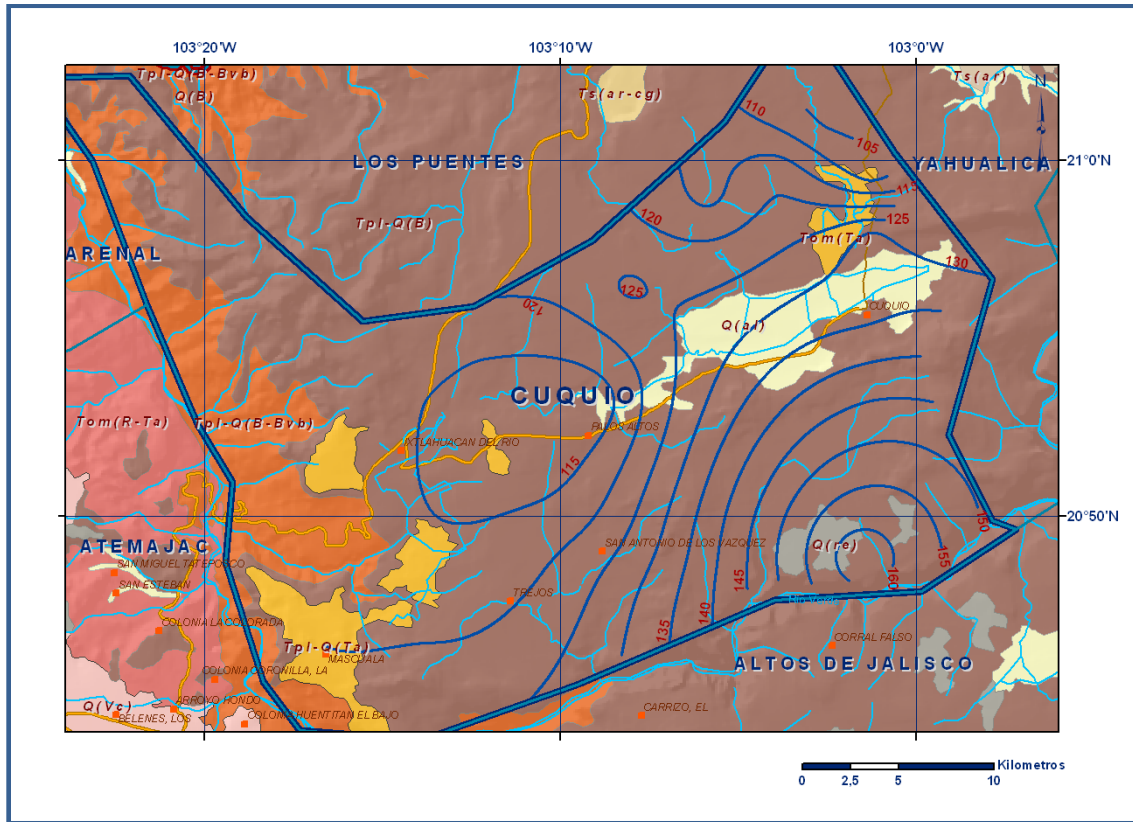 103°20'W 103°10'W 103°0'W
Tpl-Q(B-Bvb)
Q(B)
Ts(ar-cg)
Ts(ar)
N
110
105
LOS PUENTES
YAHUALICA
21°0'N
115
120
Tpl-Q(B)
125
Tom(Ta)
ARENAL
130
125
120
CUQUIO
Q(al)
CUQUIO
Tom(R-Ta)
Tpl-Q(B-Bvb)
PASOS ALTOS
IXTLAHUACAN DEL RIO
115
20°50'N
150
ATEMAJAC
SAN ANTONIO DE LOS VAZQUEZ
Q(re)
155
SAN MIGUEL TATEPOSCO
160
145
SAN ESTEBAN
TREJOS
140
COLONIA LA COLORADA
135
CORRAL FALSO
Tpl-Q(Ta)
MASCUALA
ALTOS DE JALISCO
COLONIA CORONILLA, LA
Q(Vc)
ARROYO HONDO
BELENES, LOS
COLONIA HUENTITAN EL BAJO
CARRIZO, EL
Kilometros
0 2,5 5 10